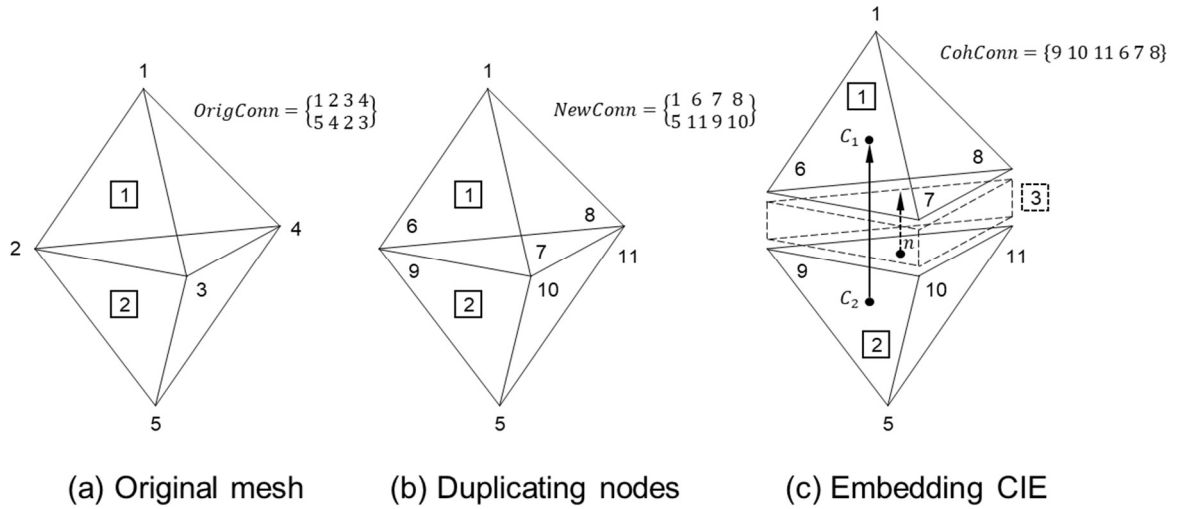 1
OrigConn = {1 2 3 4
5 4 2 3}
1
2
4
3
2
5
(a) Original mesh
1
NewConn = {1 6 7 8
5 11 9 10}
1
6
8
7
9
11
2
10
5
(b) Duplicating nodes
1
CohConn = {9 10 11 6 7 8}
1
C₁
6
8
7
3
n
9
11
C₂
10
2
5
(c) Embedding CIE